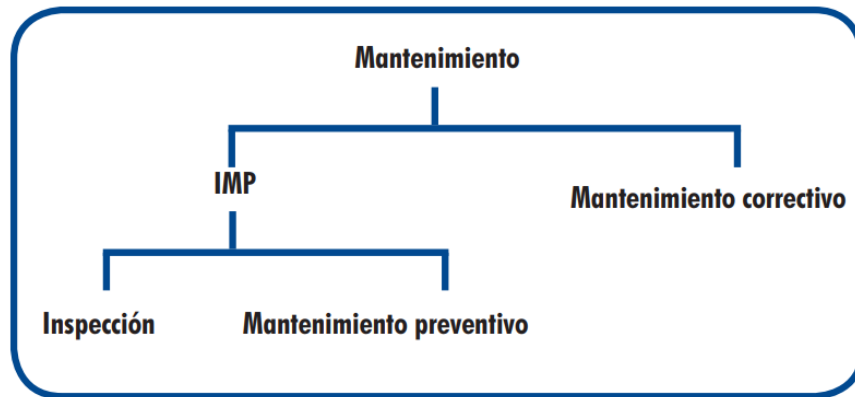 Mantenimiento
IMP
Mantenimiento correctivo
Inspección
Mantenimiento preventivo